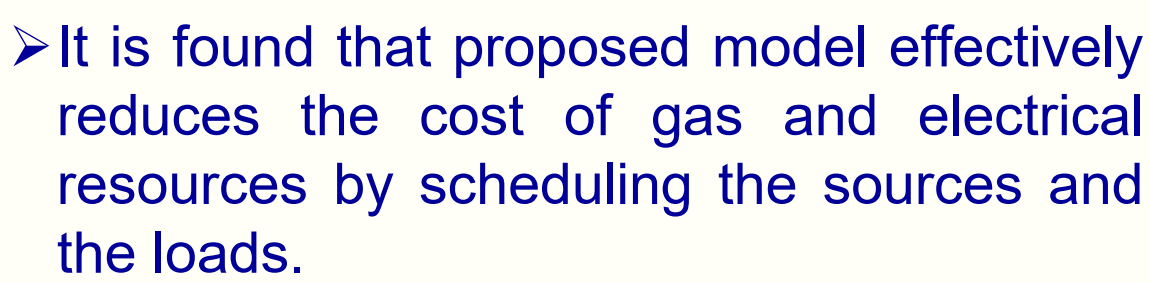 ➢It is found that proposed model effectively
reduces the cost of gas and electrical
resources by scheduling the sources and
the loads.